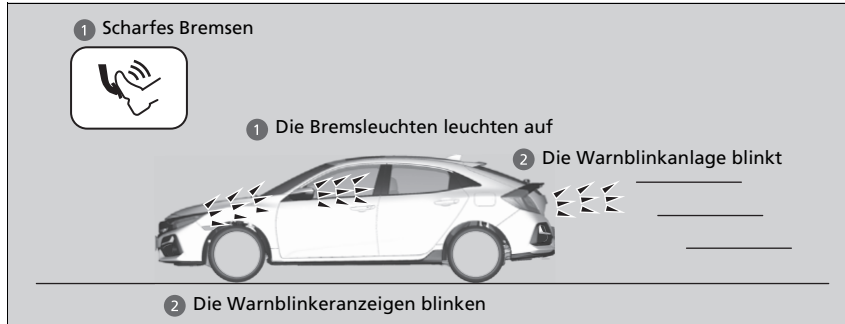 1 Scharfes Bremsen
1 Die Bremsleuchten leuchten auf
2 Die Warnblinkanlage blinkt
2 Die Warnblinkeranzeigen blinken